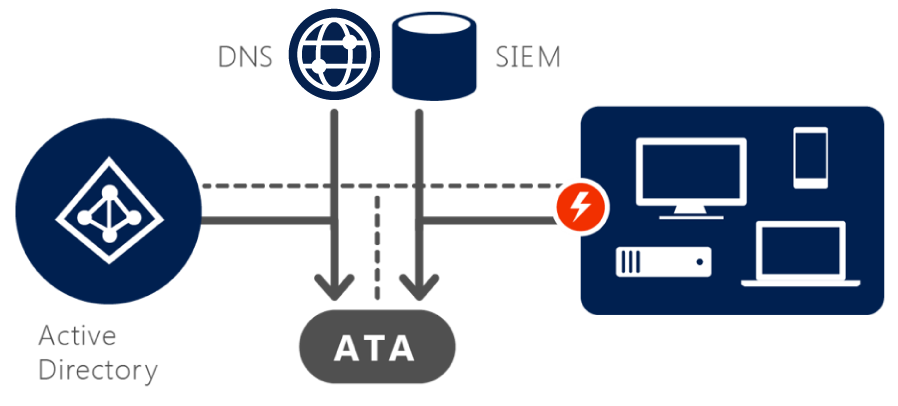 DNS
SIEM
Active
Directory
ATA